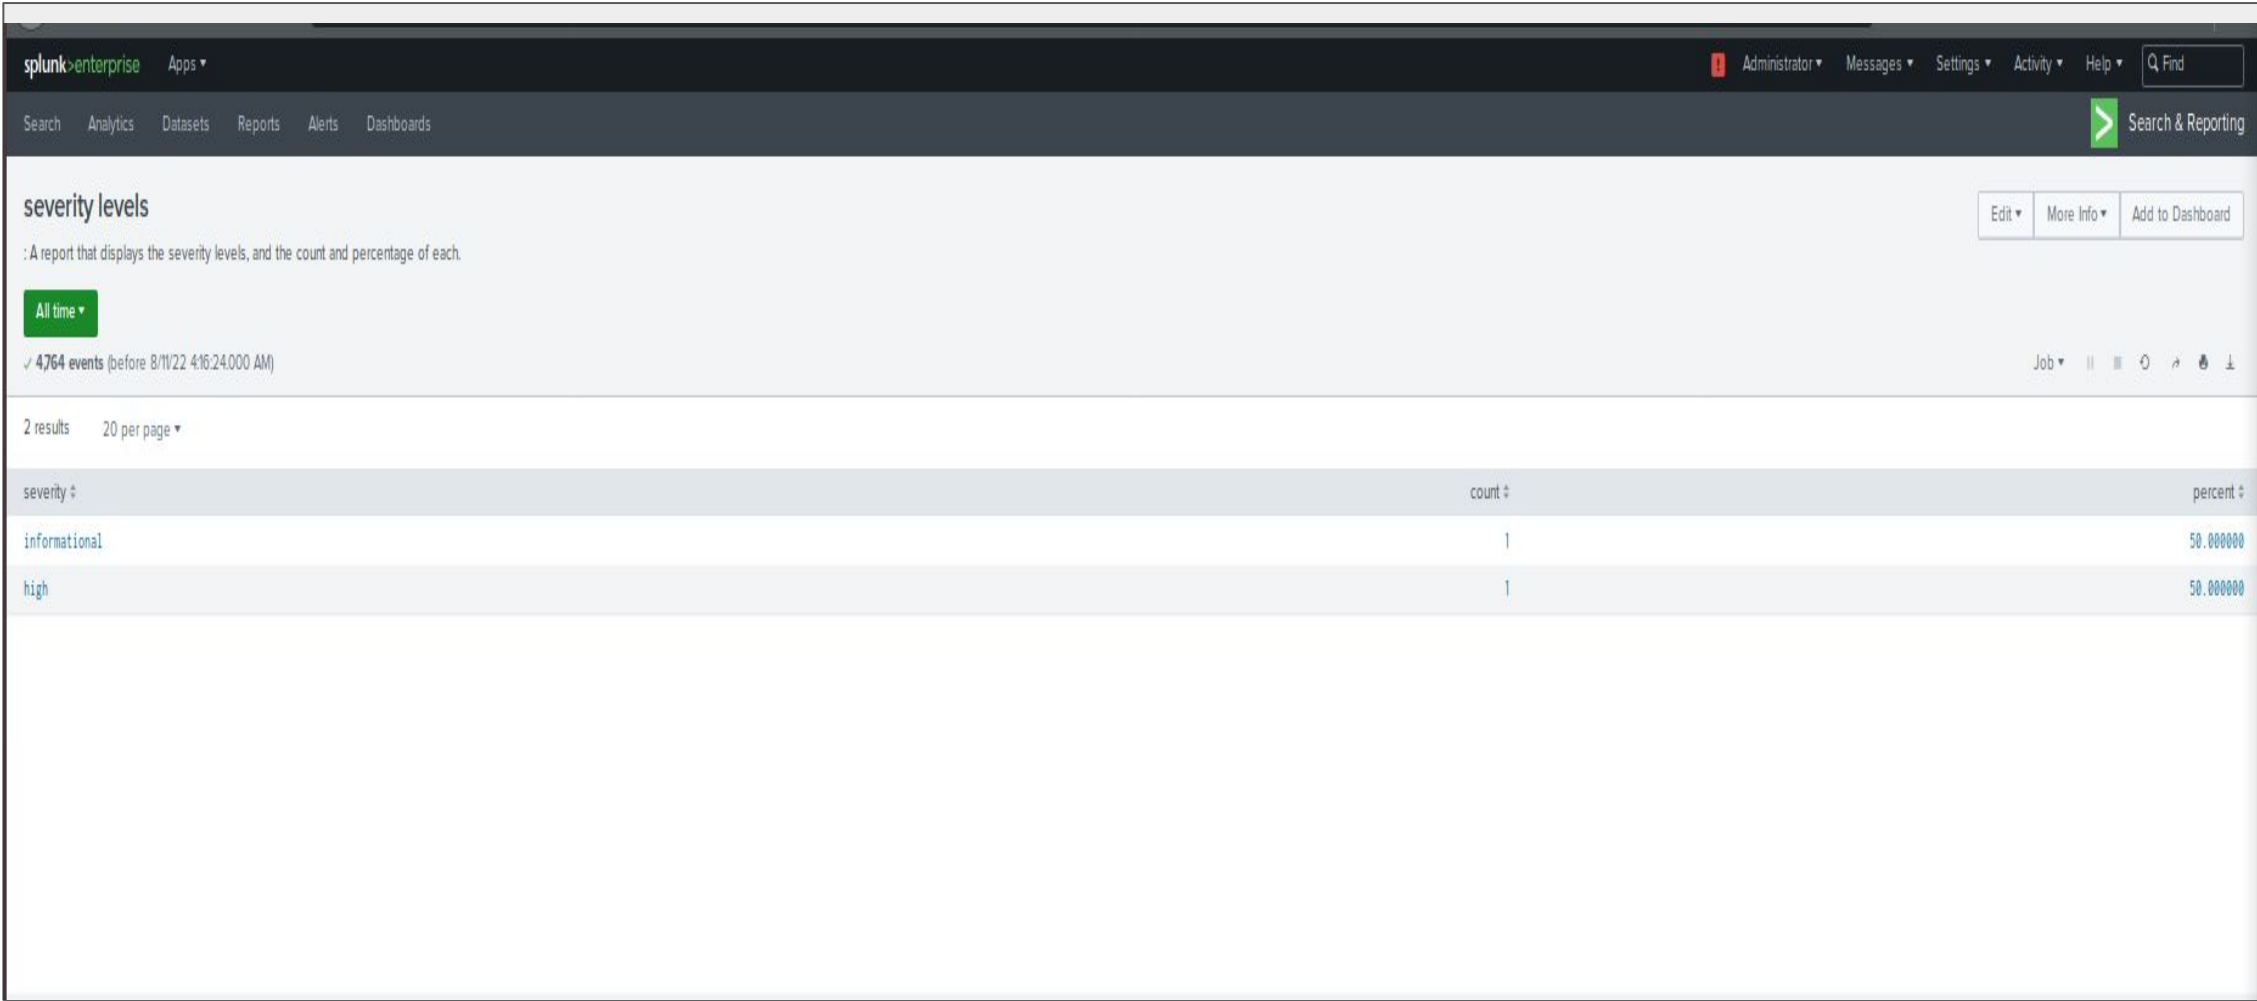 splunk>enterprise Apps ▾ ! Administrator ▾ Messages ▾ Settings ▾ Activity ▾ Help ▾ Find
Search Analytics Datasets Reports Alerts Dashboards > Search & Reporting
severity levels
Edit ▾ More Info ▾ Add to Dashboard
: A report that displays the severity levels, and the count and percentage of each.
All time ▾
✓ 4,764 events (before 8/11/22 4:16:24.000 AM) Job ▾
2 results 20 per page ▾
severity count percent
informational 1 50.000000
high 1 50.000000